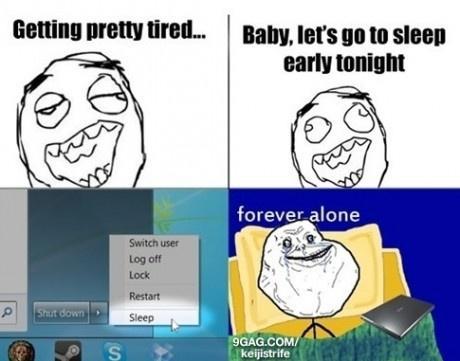 Getting pretty tired...
Baby, let's go to sleep
early tonight
Switch user
Log off
Lock
Restart
Shut down
Sleep
forever alone
9GAG.COM/
keijistrife